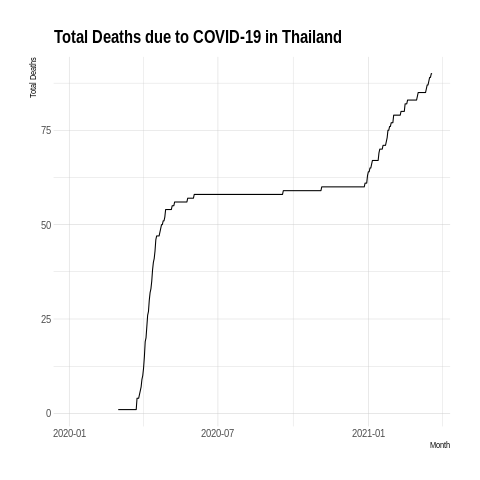 Total Deaths due to COVID-19 in Thailand
Total Deaths
75
50
25
0
2020-01
2020-07
2021-01
Month